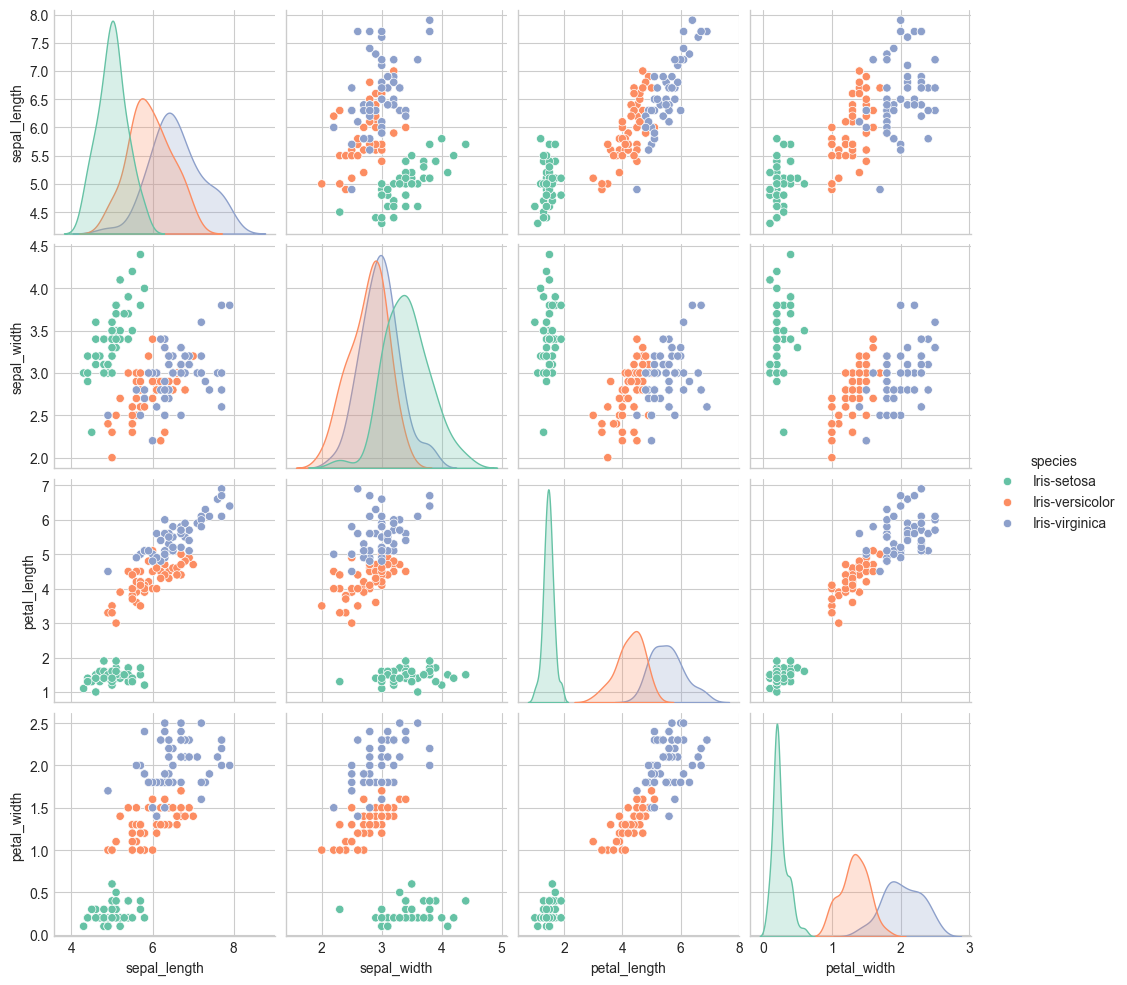 8.0
7.5
7.0
6.5
6.0
5.5
5.0
4.5
sepal_length
4.5
4.0
3.5
3.0
2.5
2.0
sepal_width
species
Iris-setosa
Iris-versicolor
Iris-virginica
7
6
5
4
3
2
1
petal_length
2.5
2.0
1.5
1.0
0.5
0.0
petal_width
4 6 8
2 3 4 5
2 4 6 8
0 1 2 3
sepal_length sepal_width petal_length petal_width